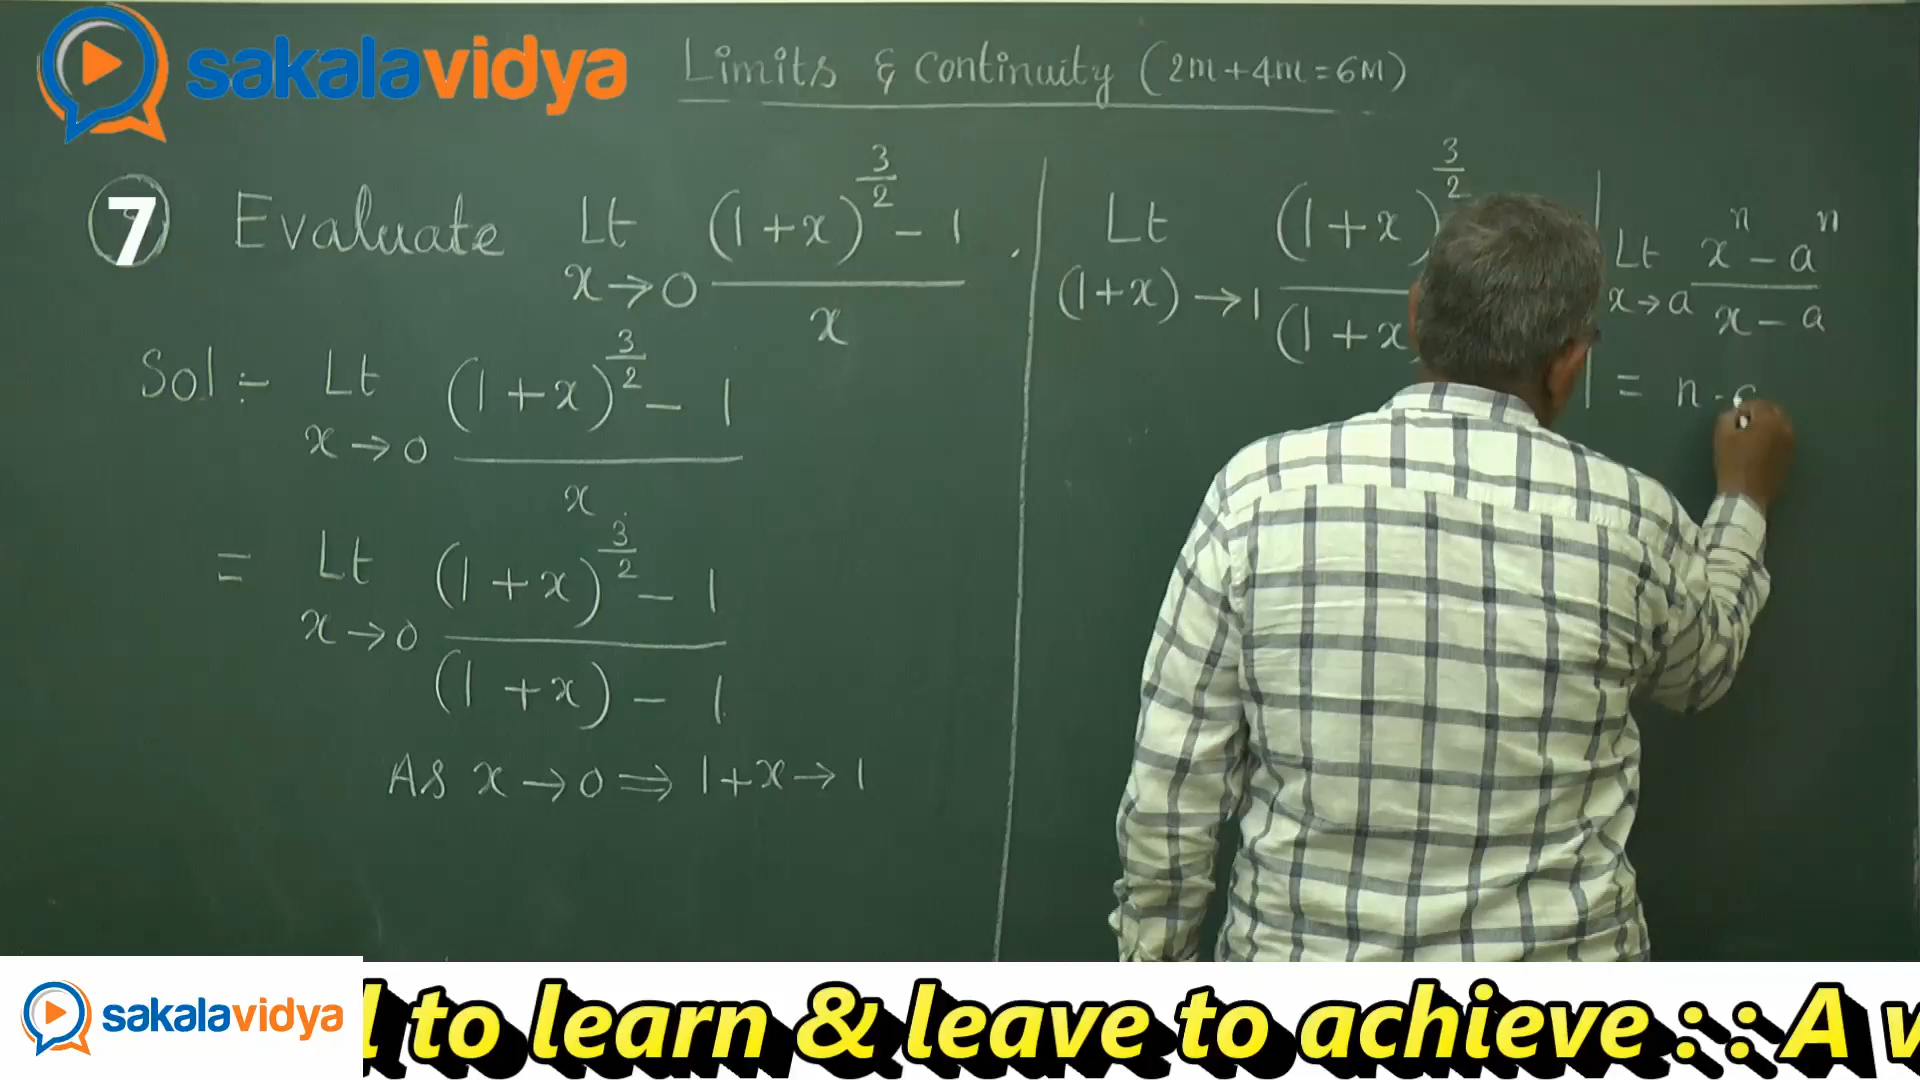 sakalavidya
Limits & Continuity (2m+4m=6M)
7 Evaluate Lt x→0 ((1+x)^(3/2) - 1)/x .
Sol:- Lt x→0 ((1+x)^(3/2) - 1)/x
= Lt x→0 ((1+x)^(3/2) - 1)/((1+x) - 1)
As x→0 ⇒ 1+x→1
Lt (1+x)→1 (1+x)^(3/2)
(1+x
Lt x→a (x^n - a^n)/(x - a)
= n.
sakalavidya
to learn & leave to achieve : : A